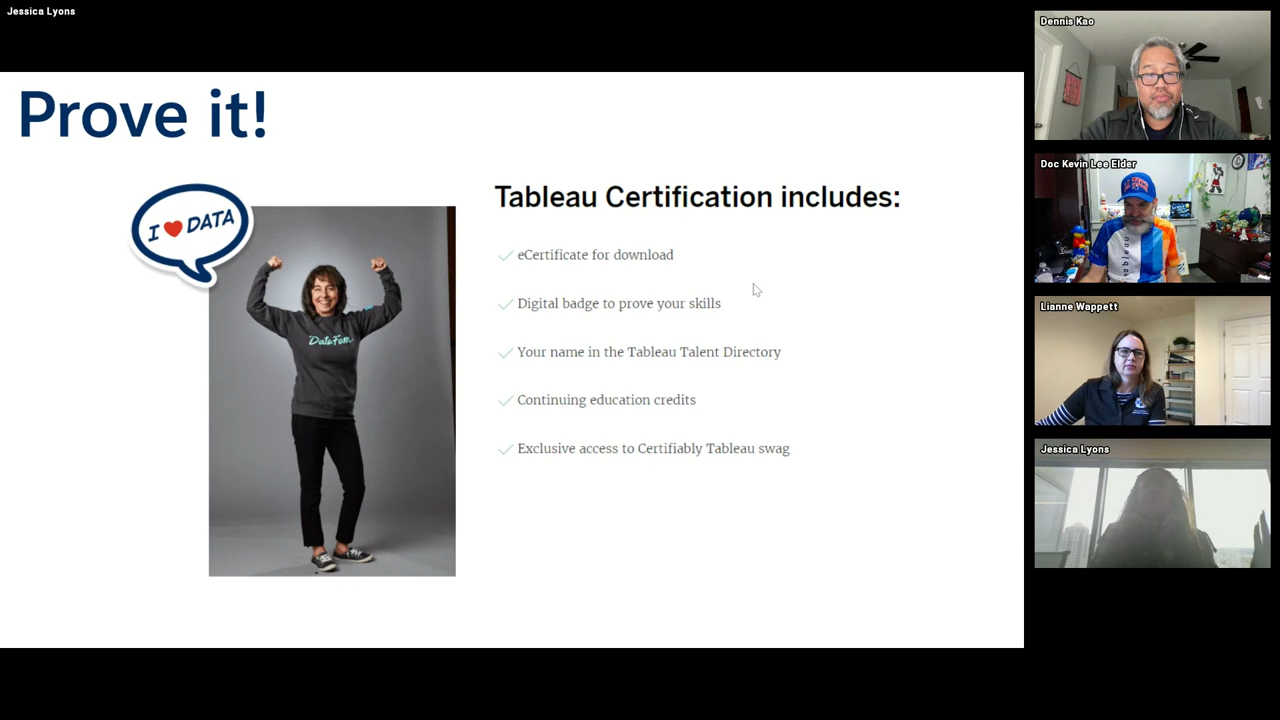 Jessica Lyons
Prove it!
I DATA
DataFam
Tableau Certification includes:
eCertificate for download
Digital badge to prove your skills
Your name in the Tableau Talent Directory
Continuing education credits
Exclusive access to Certifiably Tableau swag
Dennis Kao
Doc Kevin Lee Elder
tableau
Lianne Wappett
Jessica Lyons